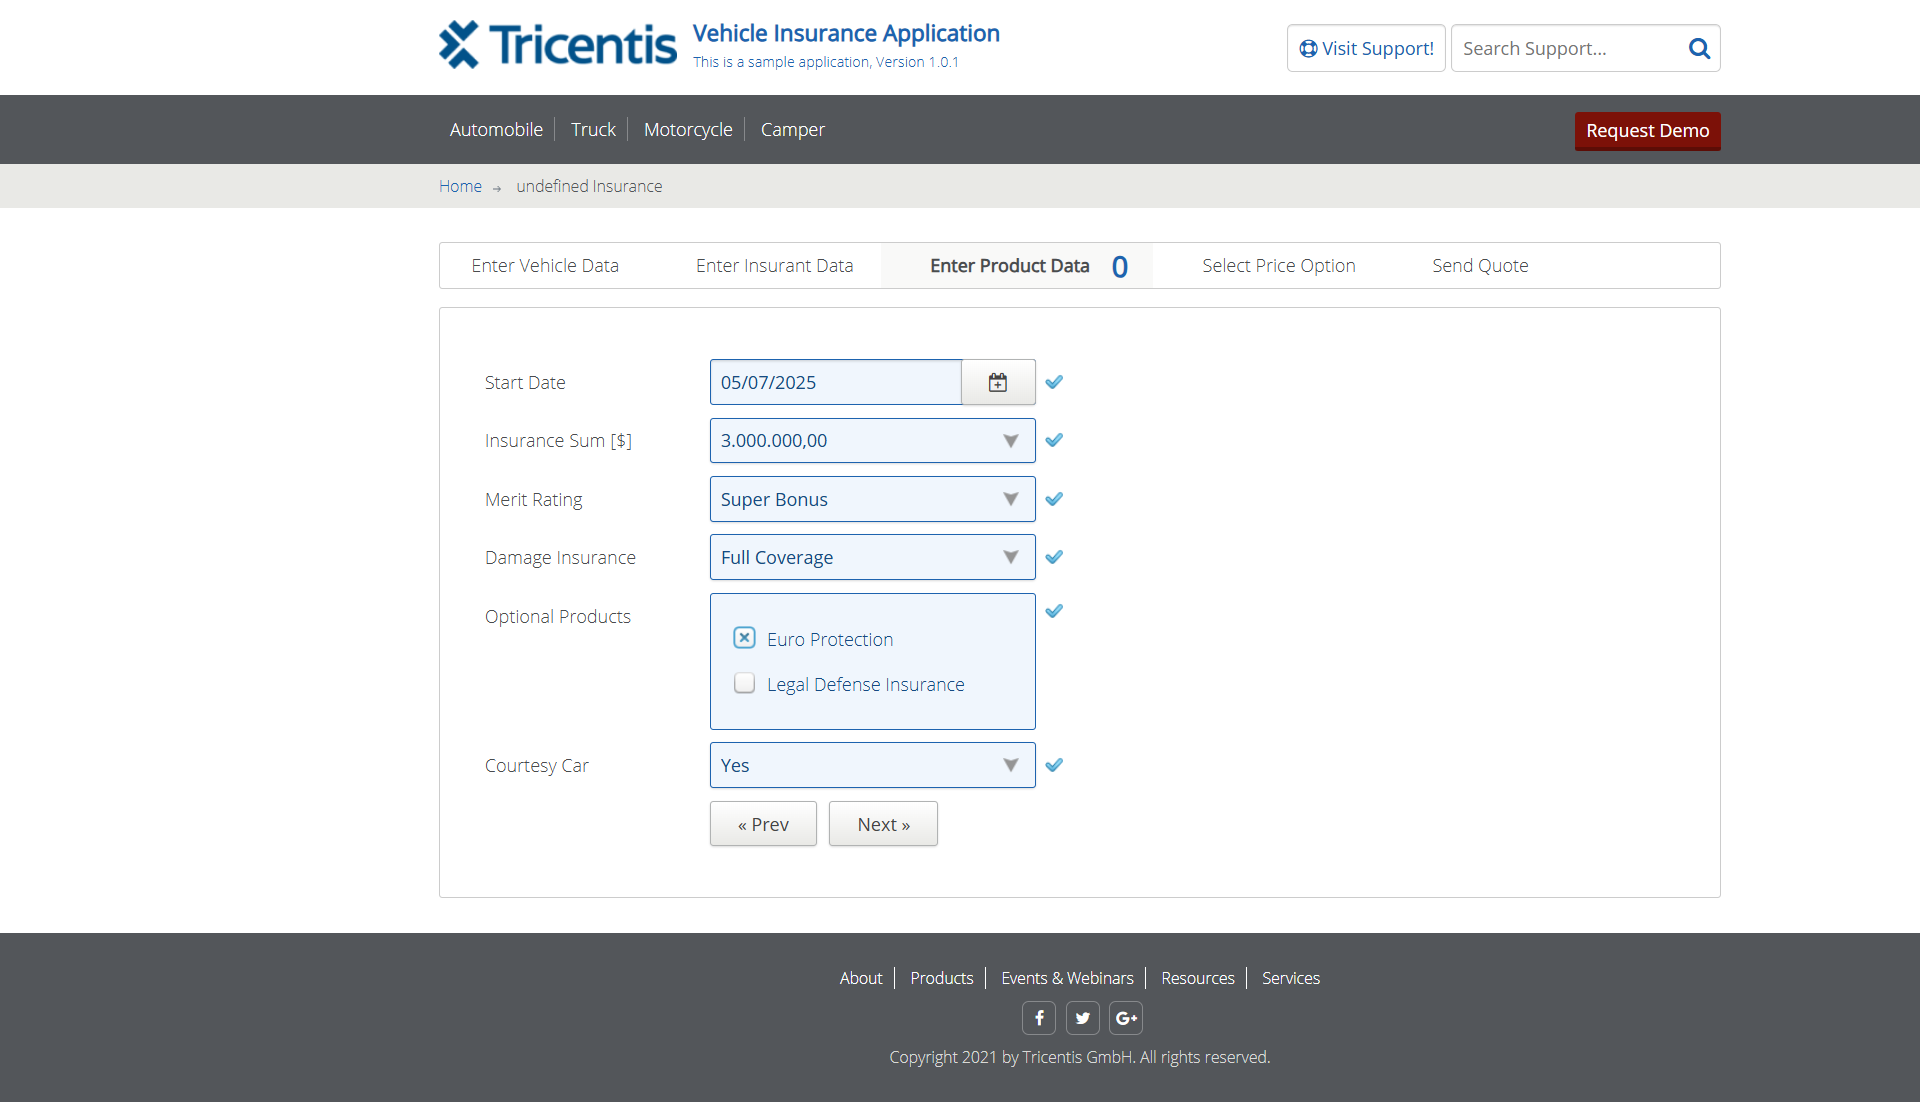 Tricentis
Vehicle Insurance Application
This is a sample application, Version 1.0.1
Visit Support!
Search Support...
Automobile
Truck
Motorcycle
Camper
Request Demo
Home
undefined Insurance
Enter Vehicle Data
Enter Insurant Data
Enter Product Data 0
Select Price Option
Send Quote
Start Date
05/07/2025
Insurance Sum [$]
3.000.000,00
Merit Rating
Super Bonus
Damage Insurance
Full Coverage
Optional Products
Euro Protection
Legal Defense Insurance
Courtesy Car
Yes
« Prev
Next »
About
Products
Events & Webinars
Resources
Services
G+
Copyright 2021 by Tricentis GmbH. All rights reserved.